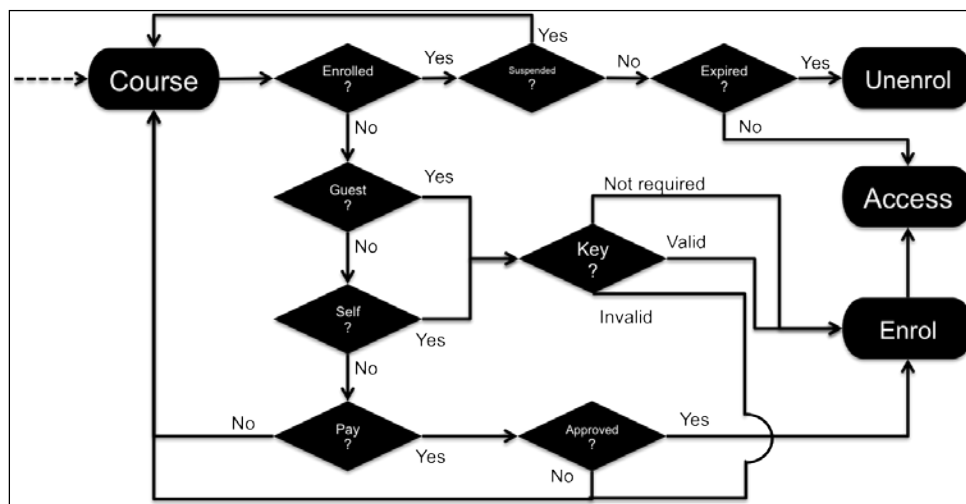 Yes
Course
Enrolled
?
Yes
Suspended
?
No
Expired
?
Yes
Unenrol
No
No
Guest
?
Yes
Not required
Access
No
Key
?
Valid
Self
?
Yes
Invalid
Enrol
No
No
Pay
?
Yes
Approved
?
Yes
No